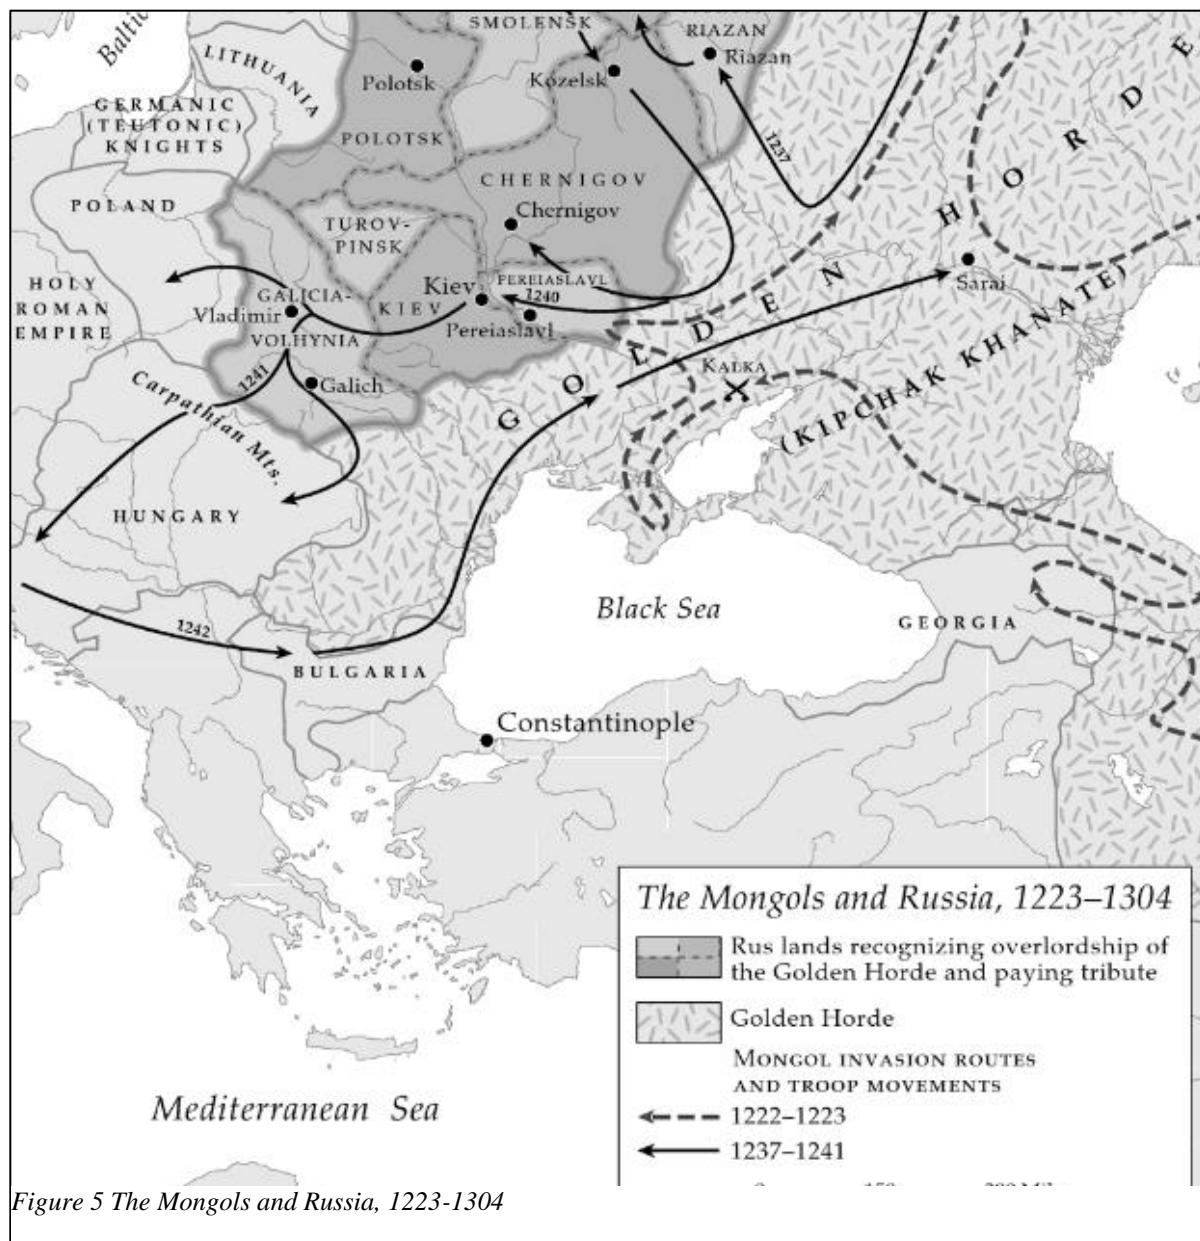 Baltic
SMOLENSK
RIAZAN
Riazan
LITHUANIA
Polotsk
Kozelsk
GERMANIC
(TEUTONIC)
KNIGHTS
POLOTSK
1237
CHERNIGOV
POLAND
Chernigov
TUROV-
PINSK
HOLY
ROMAN
EMPIRE
GALICIA-
VOLHYNIA
Vladimir
KIEV
Kiev
PEREIASLAVL
1240
Pereiaslavl
GOLDEN HORDE
Sarai
(KIPCHAK KHANATE)
KALKA
1241
Galich
Carpathian Mts.
HUNGARY
Black Sea
GEORGIA
1242
BULGARIA
Constantinople
Mediterranean Sea
The Mongols and Russia, 1223–1304
Rus lands recognizing overlordship of
the Golden Horde and paying tribute
Golden Horde
MONGOL INVASION ROUTES
AND TROOP MOVEMENTS
1222–1223
1237–1241
Figure 5 The Mongols and Russia, 1223-1304